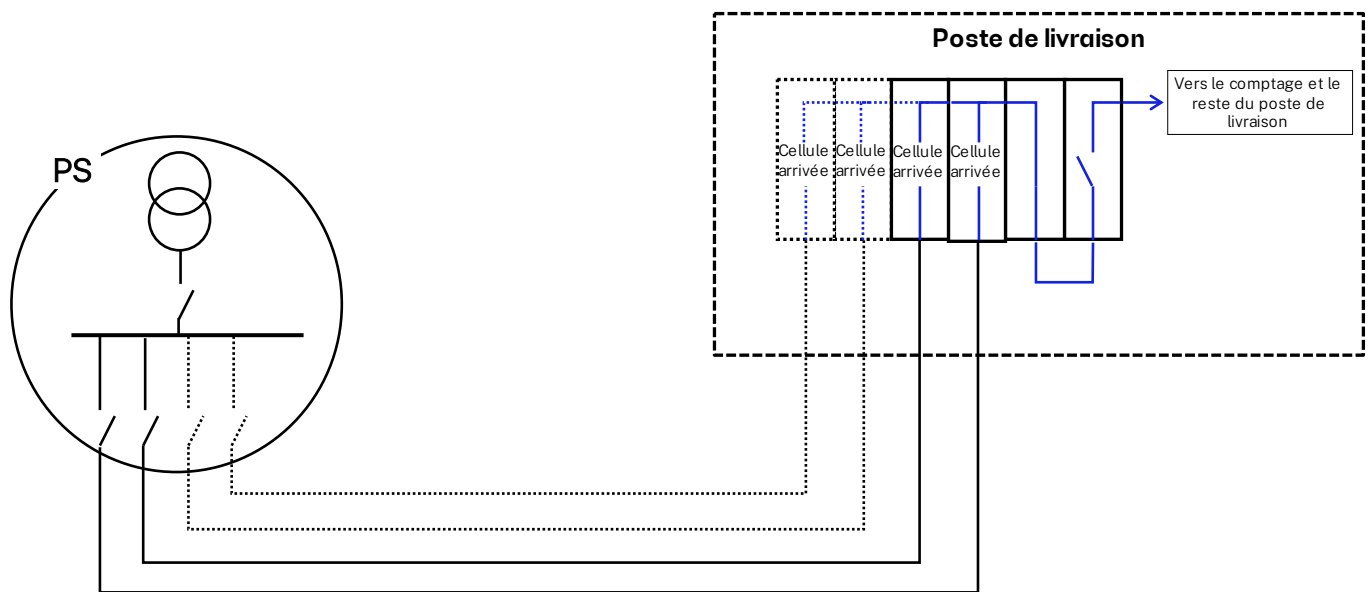 Poste de livraison
Vers le comptage et le
reste du poste de
livraison
PS
Cellule
arrivée
Cellule
arrivée
Cellule
arrivée
Cellule
arrivée